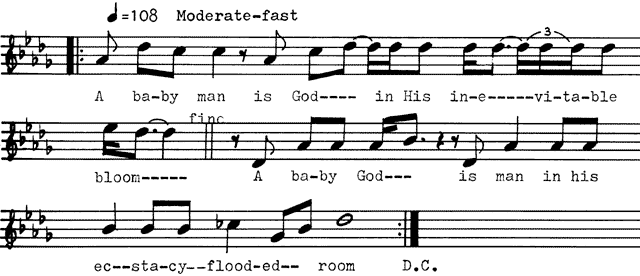 ♩=108 Moderate-fast
3
A ba-by man is God---- in His in-e-----vi-ta-ble
fine
bloom----- A ba-by God--- is man in his
ec--sta-cy--flood-ed-- room D.C.